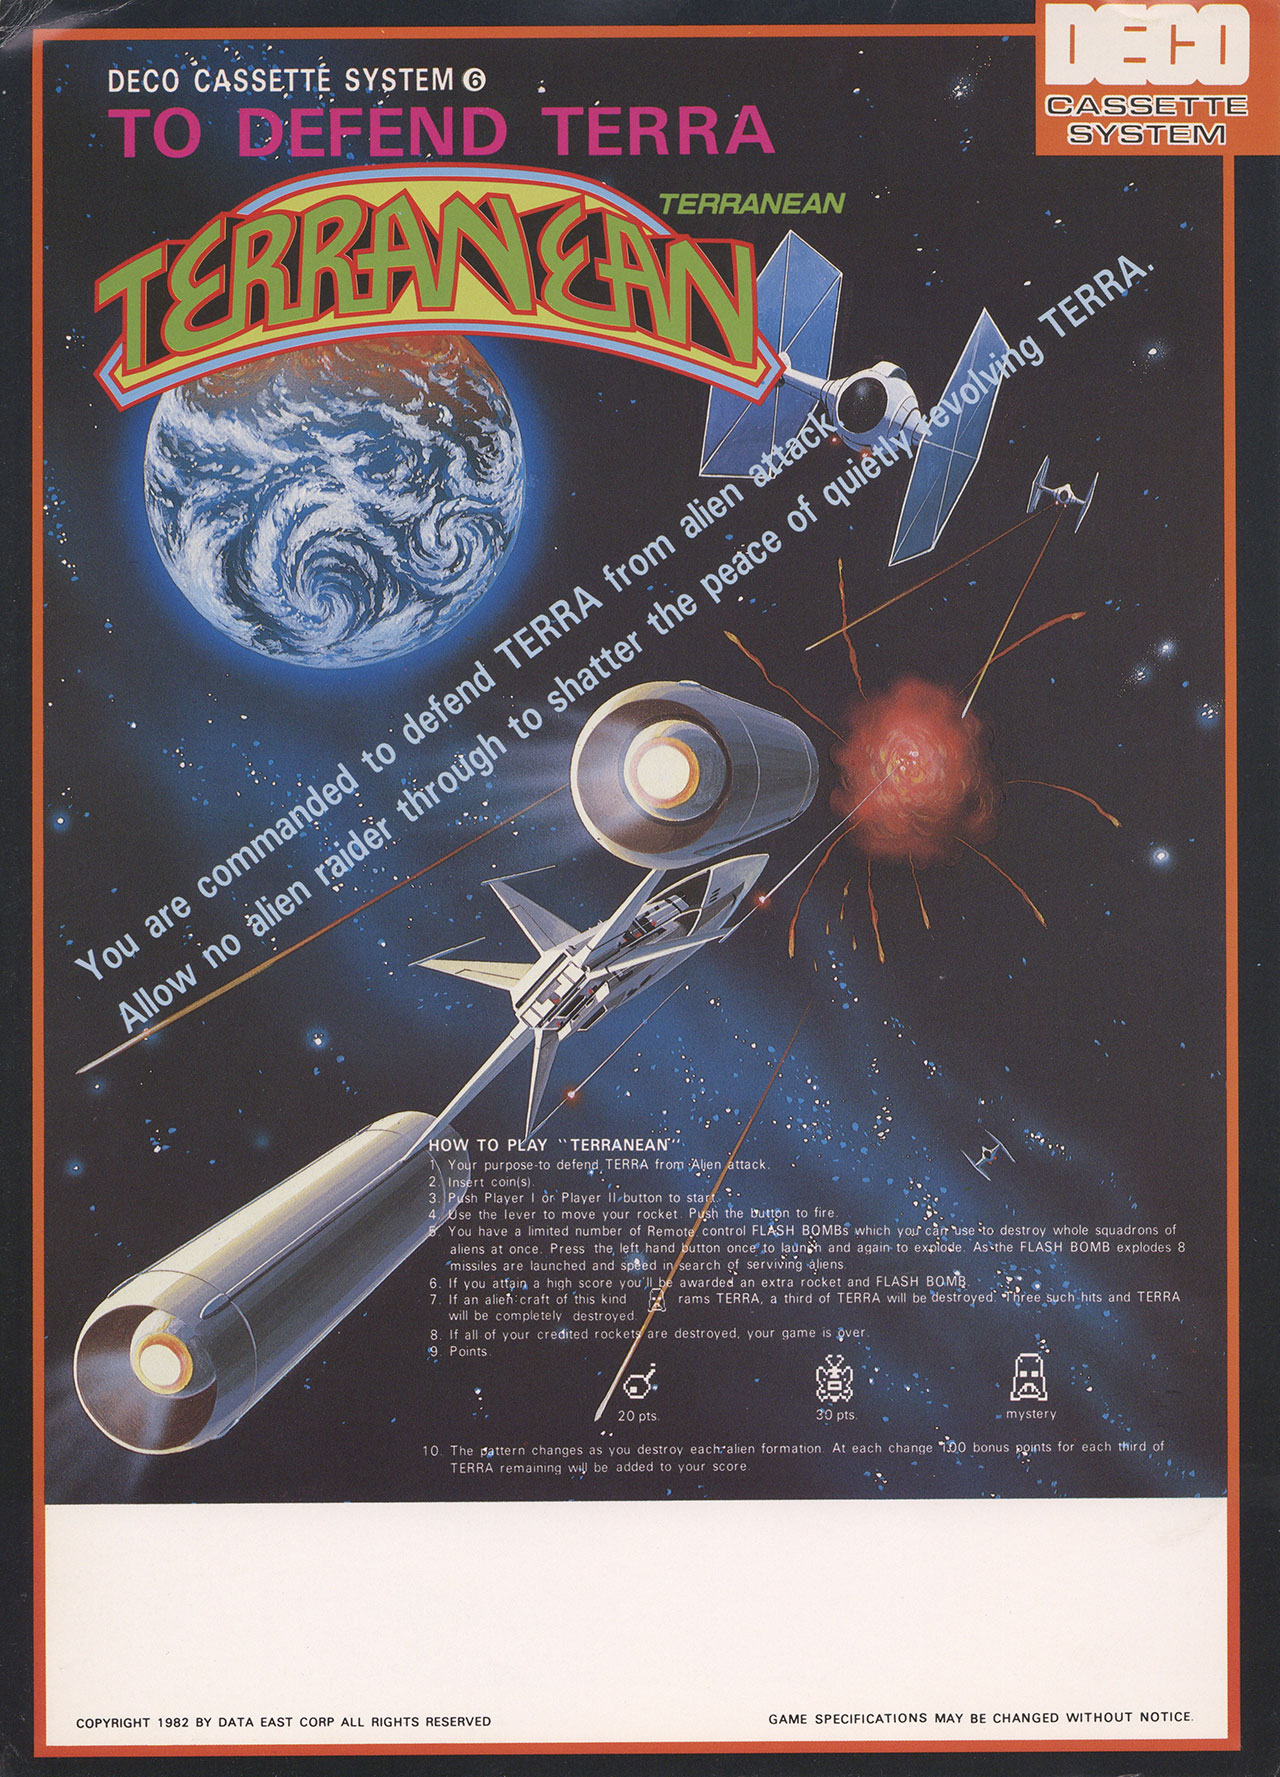 DECO CASSETTE SYSTEM ❻
DECO
CASSETTE
SYSTEM
TO DEFEND TERRA
TERRANEAN
TERRANEAN
You are commanded to defend TERRA from alien attack.
Allow no alien raider through to shatter the peace of quietly revolving TERRA.
HOW TO PLAY "TERRANEAN"
1. Your purpose-to defend TERRA from Alien attack.
2. Insert coin(s).
3. Push Player I or Player II button to start.
4. Use the lever to move your rocket. Push the button to fire.
5. You have a limited number of Remote control FLASH BOMBs which you can use to destroy whole squadrons of
aliens at once. Press the left hand button once to launch and again to explode. As the FLASH BOMB explodes 8
missiles are launched and speed in search of serviving aliens.
6. If you attain a high score you'll be awarded an extra rocket and FLASH BOMB.
7. If an alien craft of this kind rams TERRA, a third of TERRA will be destroyed. Three such hits and TERRA
will be completely destroyed.
8. If all of your credited rockets are destroyed, your game is over.
9. Points.
20 pts.
30 pts.
mystery
10. The pattern changes as you destroy each alien formation. At each change 100 bonus points for each third of
TERRA remaining will be added to your score.
COPYRIGHT 1982 BY DATA EAST CORP ALL RIGHTS RESERVED
GAME SPECIFICATIONS MAY BE CHANGED WITHOUT NOTICE.